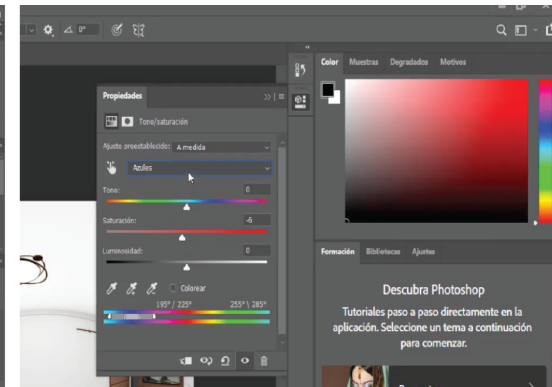 0°
Color Muestras Degradados Motivos
Propiedades
Tono/saturación
Ajuste preestablecido: A medida
Azules
Tono: 0
Saturación: -5
Luminosidad: 0
Colorear
195° / 225° 255° \ 285°
Formación Bibliotecas Ajustes
Descubra Photoshop
Tutoriales paso a paso directamente en la
aplicación. Seleccione un tema a continuación
para comenzar.